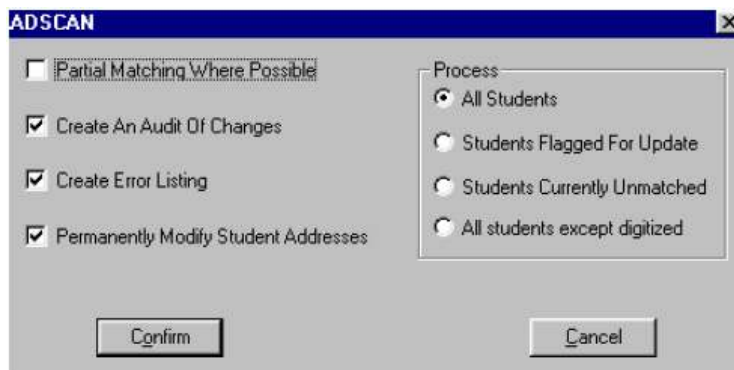 ADSCAN
Partial Matching Where Possible
Create An Audit Of Changes
Create Error Listing
Permanently Modify Student Addresses
Process
All Students
Students Flagged For Update
Students Currently Unmatched
All students except digitized
Confirm
Cancel